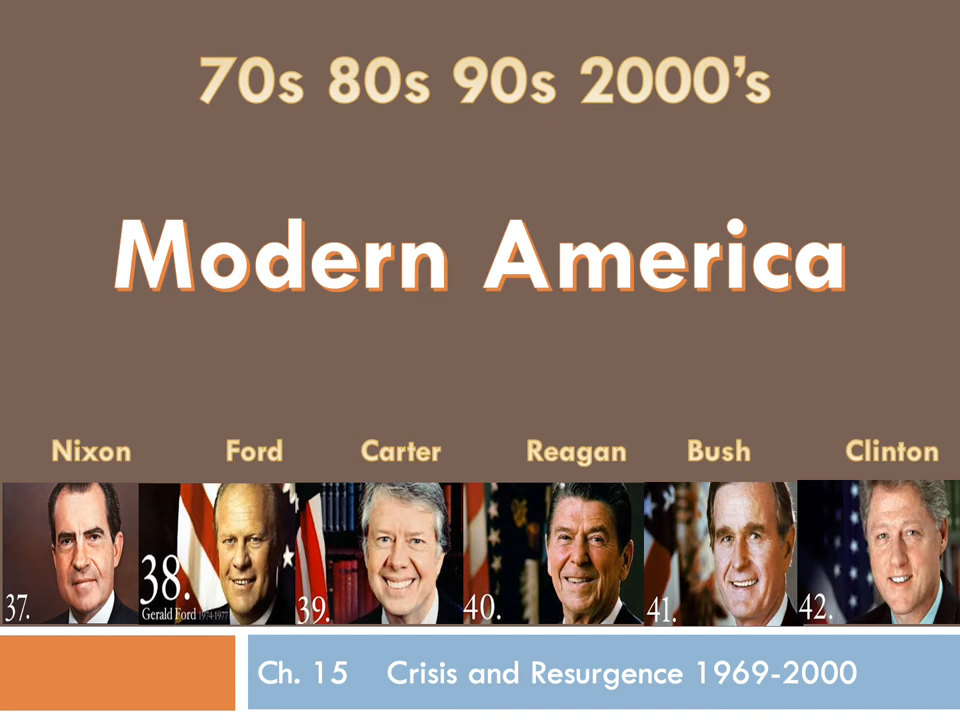 70s 80s 90s 2000’s
Modern America
Nixon Ford Carter Reagan Bush Clinton
37. 38. 39. 40. 41. 42.
Gerald Ford 1974-1977
Ch. 15 Crisis and Resurgence 1969-2000